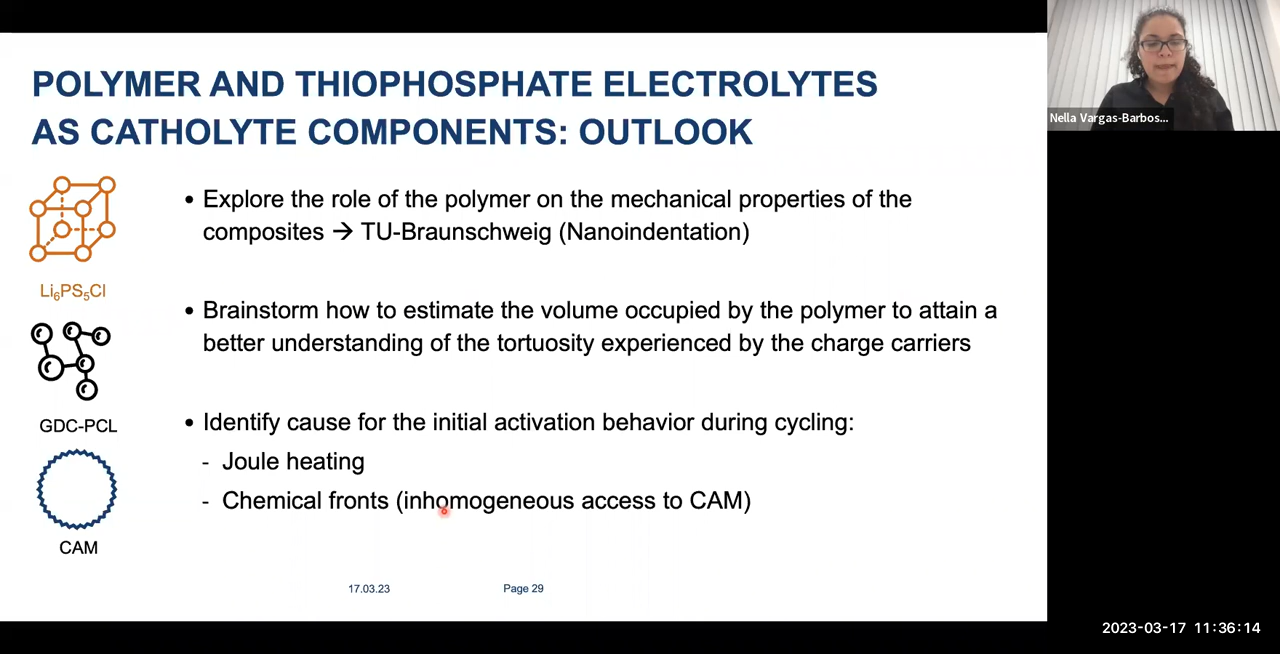 POLYMER AND THIOPHOSPHATE ELECTROLYTES
AS CATHOLYTE COMPONENTS: OUTLOOK
Nella Vargas-Barbos...
• Explore the role of the polymer on the mechanical properties of the
composites → TU-Braunschweig (Nanoindentation)
Li₆PS₅Cl
• Brainstorm how to estimate the volume occupied by the polymer to attain a
better understanding of the tortuosity experienced by the charge carriers
GDC-PCL
• Identify cause for the initial activation behavior during cycling:
- Joule heating
- Chemical fronts (inhomogeneous access to CAM)
CAM
17.03.23
Page 29
2023-03-17 11:36:14